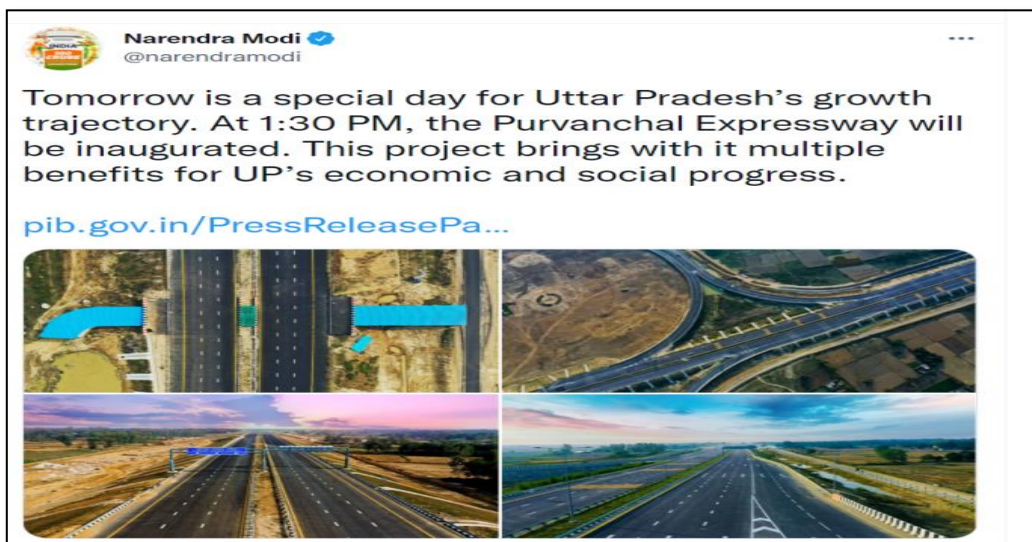 Narendra Modi
@narendramodi
Tomorrow is a special day for Uttar Pradesh's growth
trajectory. At 1:30 PM, the Purvanchal Expressway will
be inaugurated. This project brings with it multiple
benefits for UP's economic and social progress.
pib.gov.in/PressReleasePa...